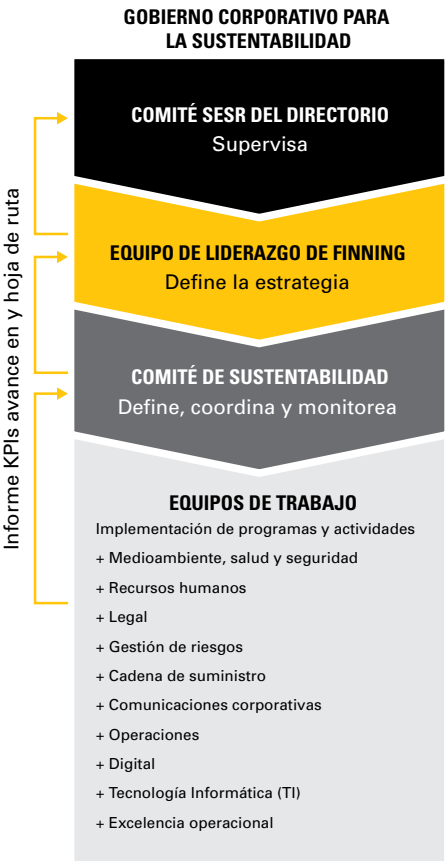 GOBIERNO CORPORATIVO PARA
LA SUSTENTABILIDAD
COMITÉ SESR DEL DIRECTORIO
Supervisa
EQUIPO DE LIDERAZGO DE FINNING
Define la estrategia
COMITÉ DE SUSTENTABILIDAD
Define, coordina y monitorea
EQUIPOS DE TRABAJO
Implementación de programas y actividades
+ Medioambiente, salud y seguridad
+ Recursos humanos
+ Legal
+ Gestión de riesgos
+ Cadena de suministro
+ Comunicaciones corporativas
+ Operaciones
+ Digital
+ Tecnología Informática (TI)
+ Excelencia operacional
Informe KPIs avance en y hoja de ruta